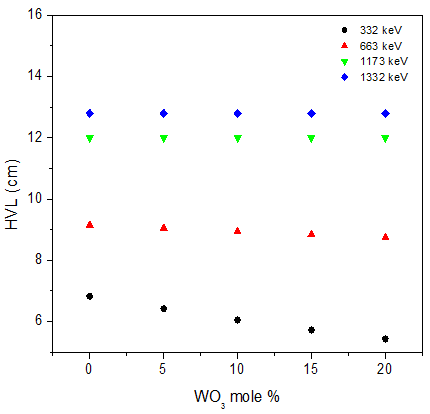 16
14
12
10
8
6
HVL (cm)
332 keV
663 keV
1173 keV
1332 keV
0 5 10 15 20
WO₃ mole %